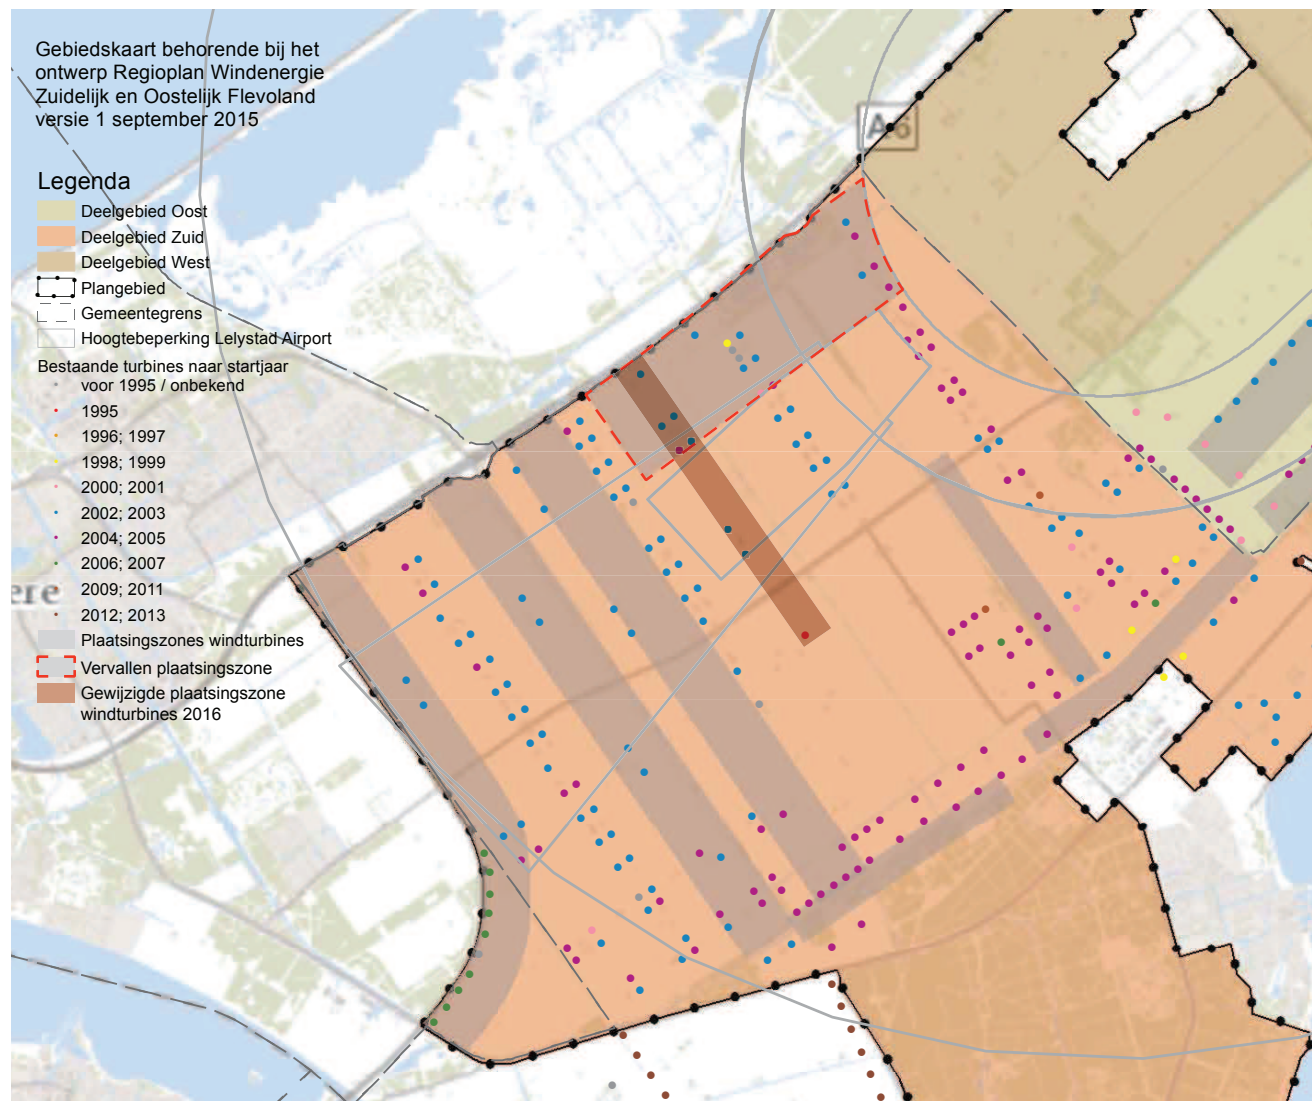 Gebiedskaart behorende bij het
ontwerp Regioplan Windenergie
Zuidelijk en Oostelijk Flevoland
versie 1 september 2015
A6
Legenda
Deelgebied Oost
Deelgebied Zuid
Deelgebied West
Plangebied
Gemeentegrens
Hoogtebeperking Lelystad Airport
Bestaande turbines naar startjaar
voor 1995 / onbekend
1995
1996; 1997
1998; 1999
2000; 2001
2002; 2003
2004; 2005
2006; 2007
2009; 2011
2012; 2013
ere
Plaatsingszones windturbines
Vervallen plaatsingszone
Gewijzigde plaatsingszone
windturbines 2016